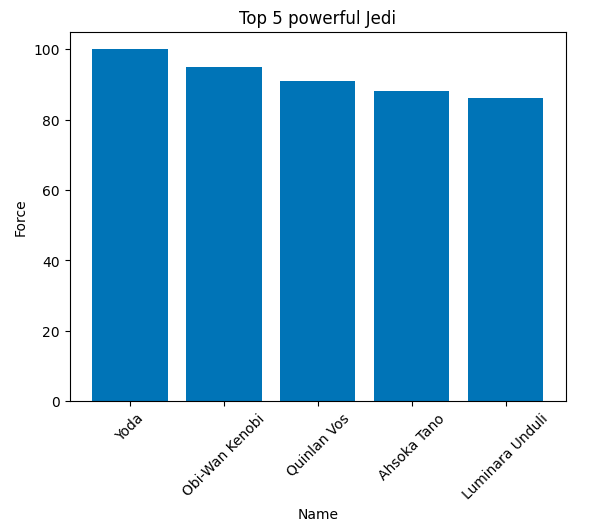 Top 5 powerful Jedi
Force
100
80
60
40
20
0
Yoda
Obi-Wan Kenobi
Quinlan Vos
Ahsoka Tano
Luminara Unduli
Name